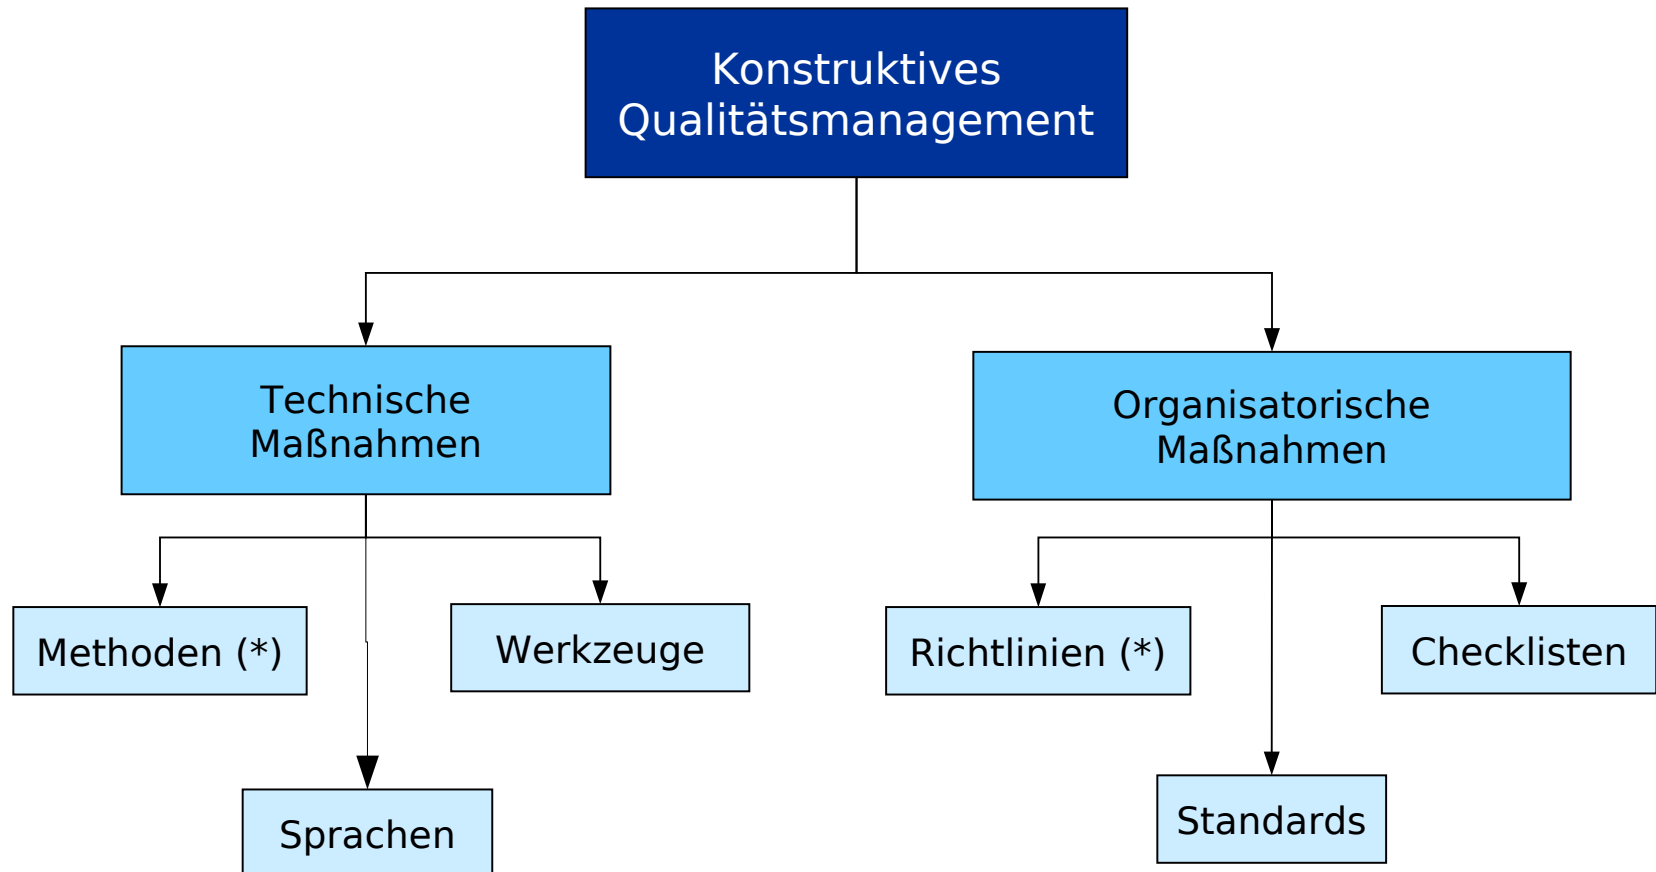 Konstruktives
Qualitätsmanagement
Technische
Maßnahmen
Organisatorische
Maßnahmen
Methoden (*)
Werkzeuge
Richtlinien (*)
Checklisten
Sprachen
Standards